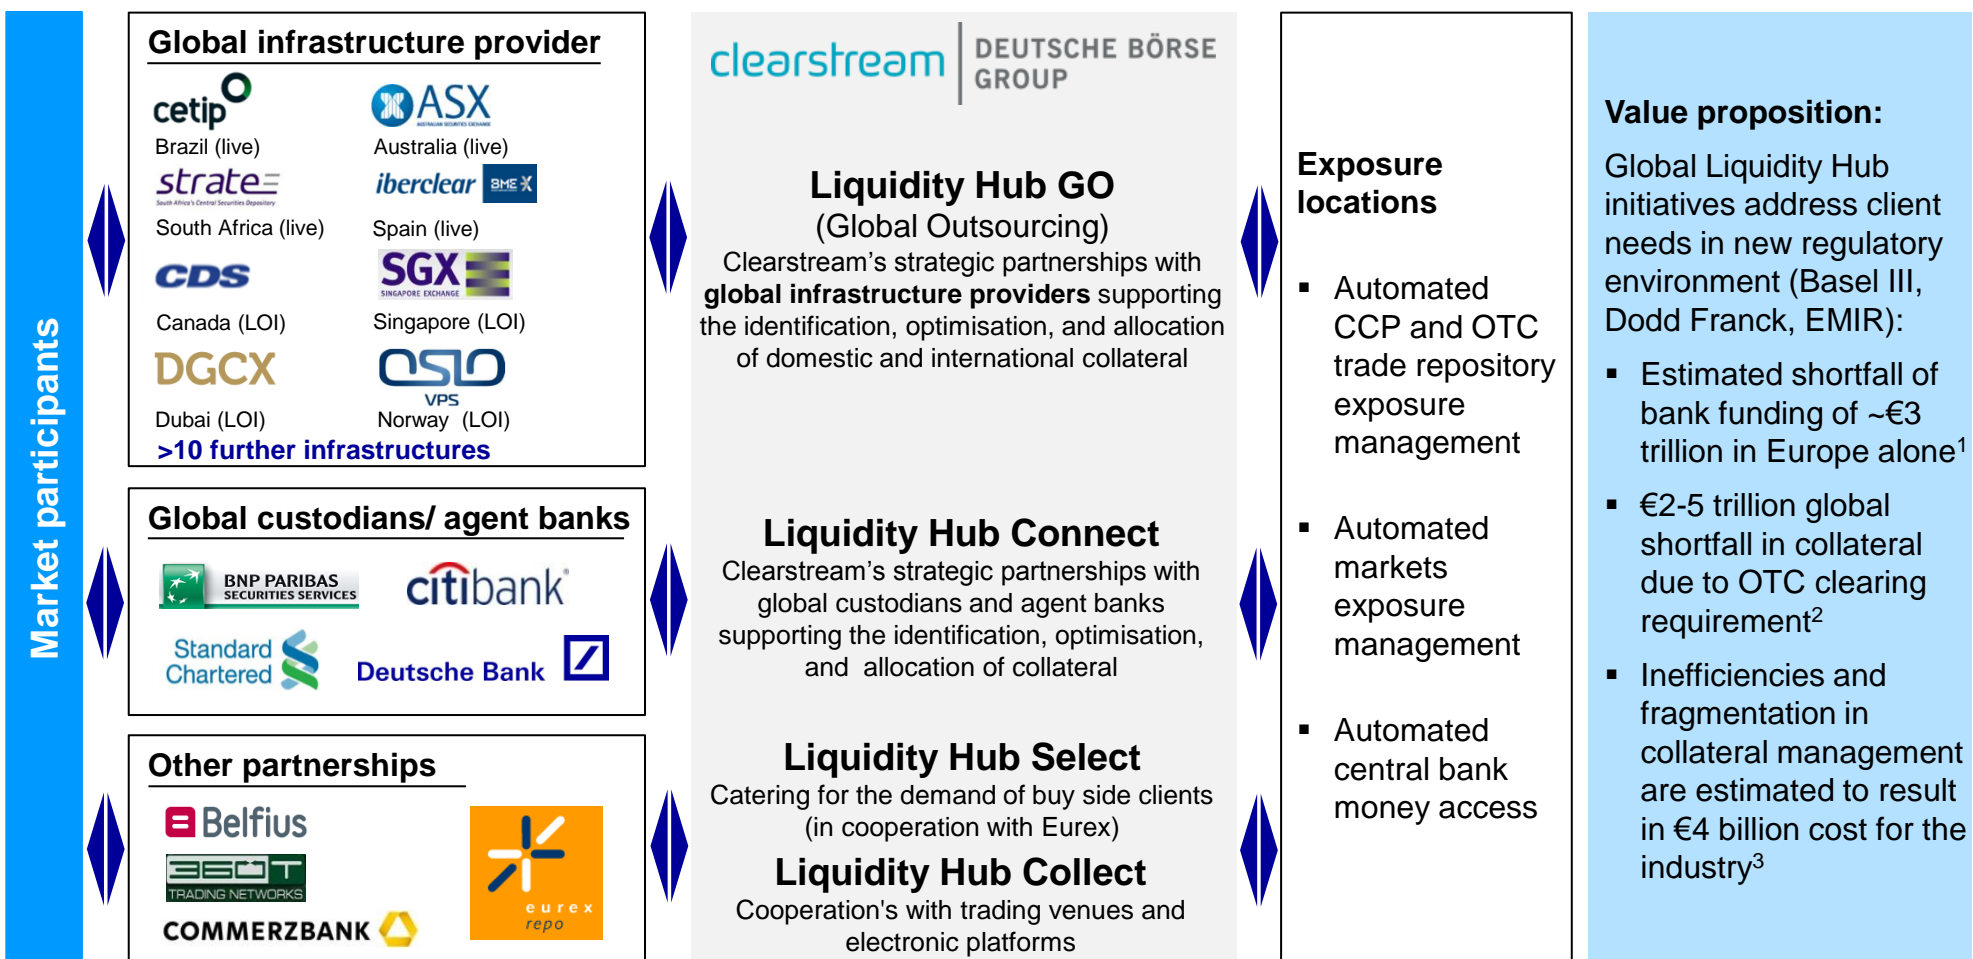 Market participants
Global infrastructure provider
cetip
ASX
AUSTRALIAN SECURITIES EXCHANGE
Brazil (live)
Australia (live)
strate
South Africa's Central Securities Depository
iberclear BME X
South Africa (live)
Spain (live)
CDS
SGX
SINGAPORE EXCHANGE
Canada (LOI)
Singapore (LOI)
DGCX
OSLO
VPS
Dubai (LOI)
Norway (LOI)
>10 further infrastructures
Global custodians/ agent banks
BNP PARIBAS
SECURITIES SERVICES
citibank
Standard
Chartered
Deutsche Bank
Other partnerships
Belfius
360T
TRADING NETWORKS
COMMERZBANK
eurex
repo
clearstream
DEUTSCHE BÖRSE
GROUP
Liquidity Hub GO
(Global Outsourcing)
Clearstream's strategic partnerships with
global infrastructure providers supporting
the identification, optimisation, and allocation
of domestic and international collateral
Liquidity Hub Connect
Clearstream's strategic partnerships with
global custodians and agent banks
supporting the identification, optimisation,
and allocation of collateral
Liquidity Hub Select
Catering for the demand of buy side clients
(in cooperation with Eurex)
Liquidity Hub Collect
Cooperation's with trading venues and
electronic platforms
Exposure
locations
▪ Automated
CCP and OTC
trade repository
exposure
management
▪ Automated
markets
exposure
management
▪ Automated
central bank
money access
Value proposition:
Global Liquidity Hub
initiatives address client
needs in new regulatory
environment (Basel III,
Dodd Franck, EMIR):
▪ Estimated shortfall of
bank funding of ~€3
trillion in Europe alone¹
▪ €2-5 trillion global
shortfall in collateral
due to OTC clearing
requirement²
▪ Inefficiencies and
fragmentation in
collateral management
are estimated to result
in €4 billion cost for the
industry³